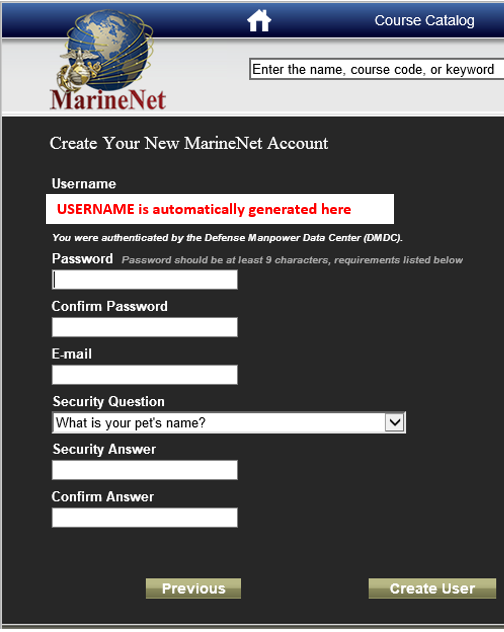 Course Catalog
Enter the name, course code, or keyword
MarineNet
Create Your New MarineNet Account
Username
USERNAME is automatically generated here
You were authenticated by the Defense Manpower Data Center (DMDC).
Password Password should be at least 9 characters, requirements listed below
Confirm Password
E-mail
Security Question
What is your pet's name?
Security Answer
Confirm Answer
Previous Create User